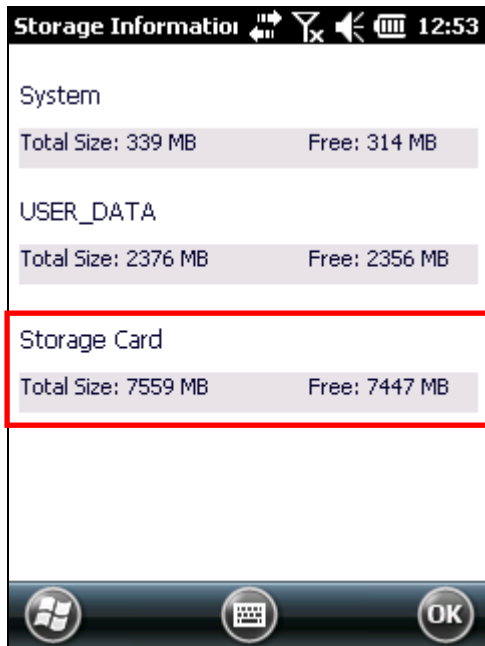 Storage Information 12:53
System
Total Size: 339 MB Free: 314 MB
USER_DATA
Total Size: 2376 MB Free: 2356 MB
Storage Card
Total Size: 7559 MB Free: 7447 MB
OK